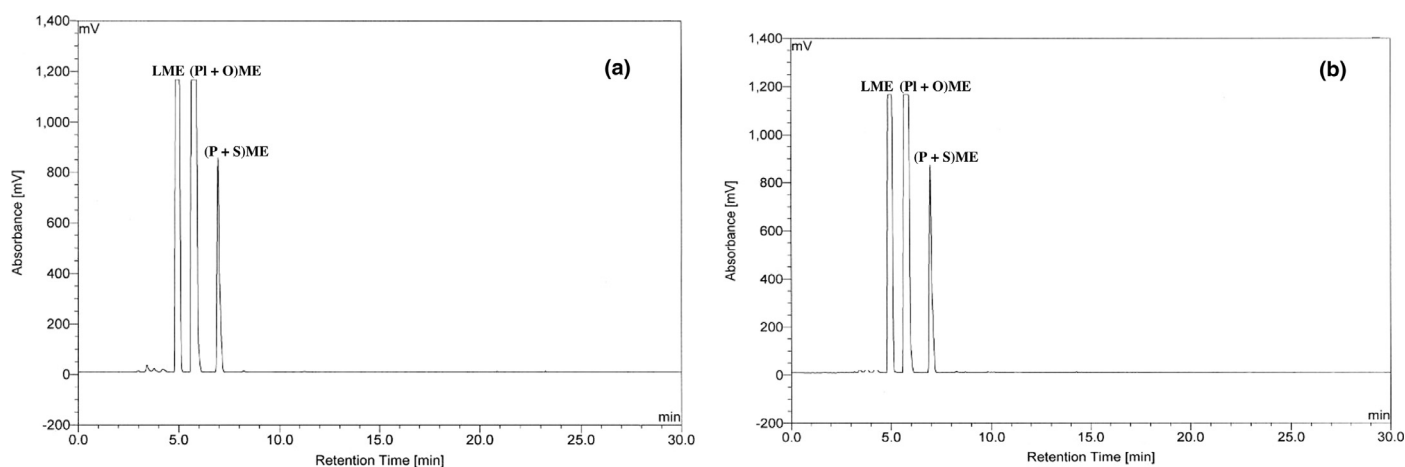 1,400
mV
1,200
1,000
800
600
400
200
0
-200
Absorbance [mV]
LME (Pl + O)ME
(P + S)ME
(a)
min
0.0 5.0 10.0 15.0 20.0 25.0 30.0
Retention Time [min]
1,400
mV
1,200
1,000
800
600
400
200
0
-200
Absorbance [mV]
LME (Pl + O)ME
(P + S)ME
(b)
min
0.0 5.0 10.0 15.0 20.0 25.0 30.0
Retention Time [min]